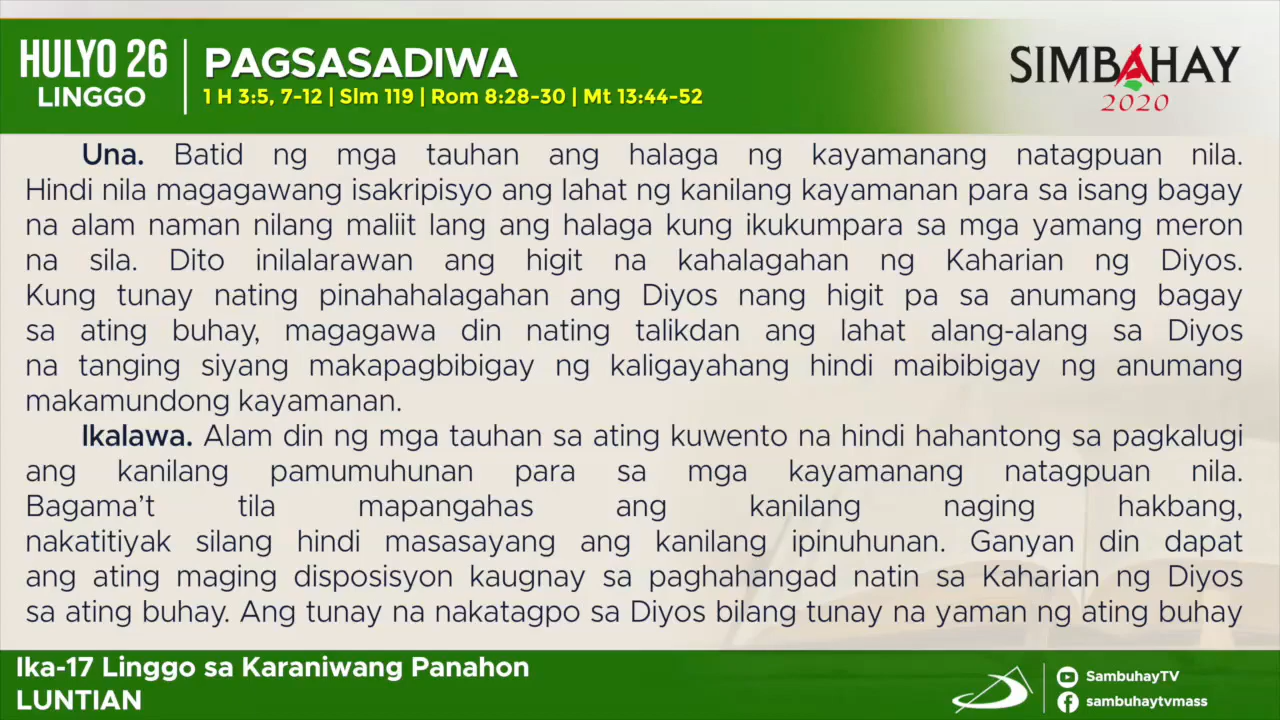 HULYO 26
LINGGO
PAGSASADIWA
1 H 3:5, 7-12 | Slm 119 | Rom 8:28-30 | Mt 13:44-52
SIMBAHAY
2020
Una. Batid ng mga tauhan ang halaga ng kayamanang natagpuan nila.
Hindi nila magagawang isakripisyo ang lahat ng kanilang kayamanan para sa isang bagay
na alam naman nilang maliit lang ang halaga kung ikukumpara sa mga yamang meron
na sila. Dito inilalarawan ang higit na kahalagahan ng Kaharian ng Diyos.
Kung tunay nating pinahahalagahan ang Diyos nang higit pa sa anumang bagay
sa ating buhay, magagawa din nating talikdan ang lahat alang-alang sa Diyos
na tanging siyang makapagbibigay ng kaligayahang hindi maibibigay ng anumang
makamundong kayamanan.
Ikalawa. Alam din ng mga tauhan sa ating kuwento na hindi hahantong sa pagkalugi
ang kanilang pamumuhunan para sa mga kayamanang natagpuan nila.
Bagama't tila mapangahas ang kanilang naging hakbang,
nakatitiyak silang hindi masasayang ang kanilang ipinuhunan. Ganyan din dapat
ang ating maging disposisyon kaugnay sa paghahangad natin sa Kaharian ng Diyos
sa ating buhay. Ang tunay na nakatagpo sa Diyos bilang tunay na yaman ng ating buhay
Ika-17 Linggo sa Karaniwang Panahon
LUNTIAN
SambuhayTV
sambuhaytvmass